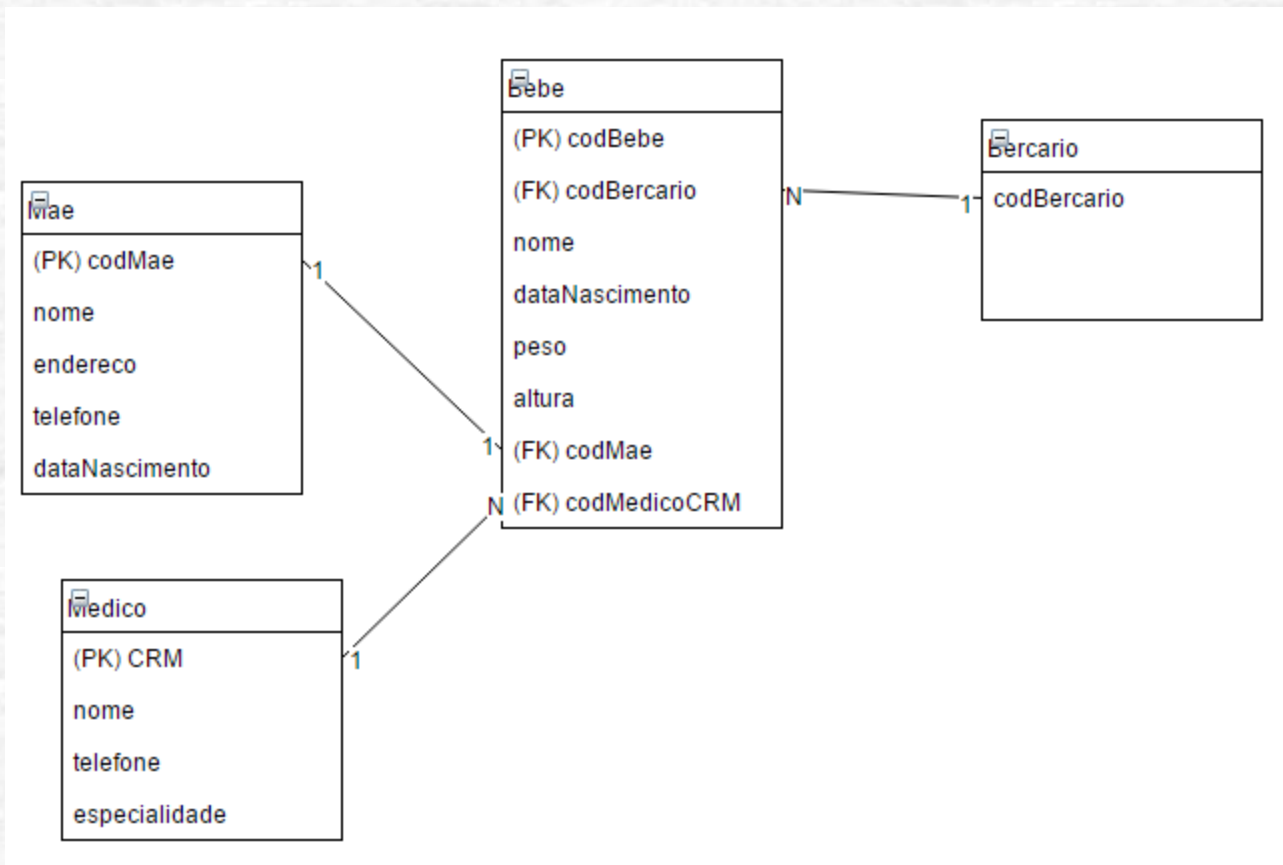 Bebe
(PK) codBebe
(FK) codBercario
nome
dataNascimento
peso
altura
(FK) codMae
(FK) codMedicoCRM
Bercario
codBercario
Mae
(PK) codMae
nome
endereco
telefone
dataNascimento
Medico
(PK) CRM
nome
telefone
especialidade
N
1
1
1
N
1